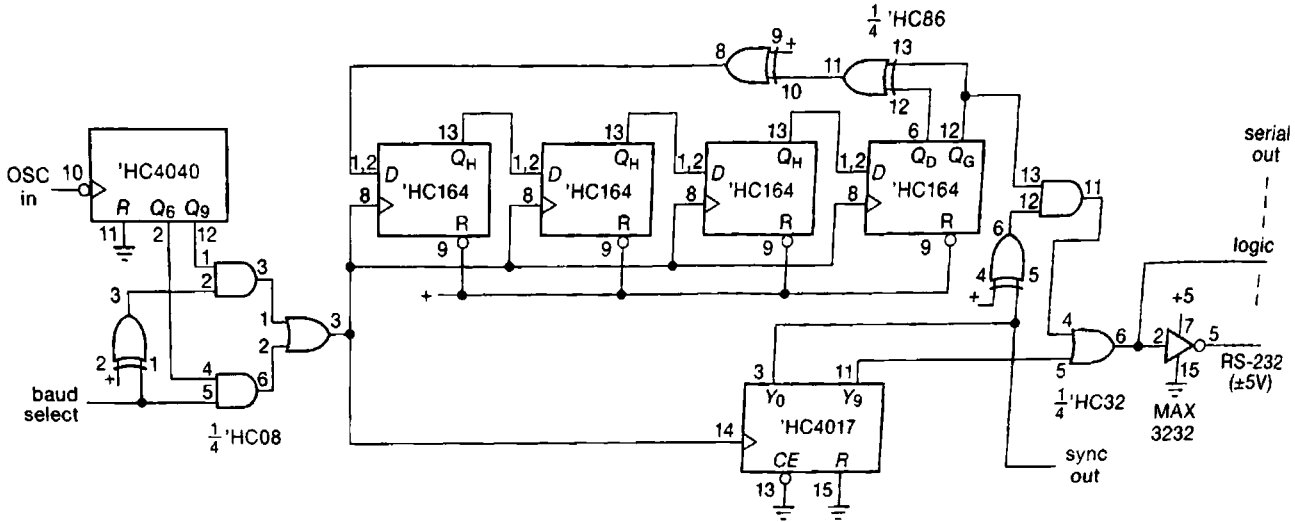 1/4 'HC86
8
9
+
10
11
13
12
13
13
13
6
12
1,2
D
QH
8
'HC164
R
9
1,2
D
QH
8
'HC164
R
9
1,2
D
QH
8
'HC164
R
9
1,2
D
QD
QG
8
'HC164
R
9
+
OSC in
10
'HC4040
R
Q6
Q9
11
2
12
1
2
3
3
2
+
1
4
5
6
1
2
3
baud select
1/4 'HC08
13
12
11
6
4
5
+
serial out
logic
4
5
6
1/4 'HC32
+5
2
7
5
15
RS-232
(±5V)
MAX
3232
3
11
Y0
Y9
14
'HC4017
CE
R
13
15
sync out